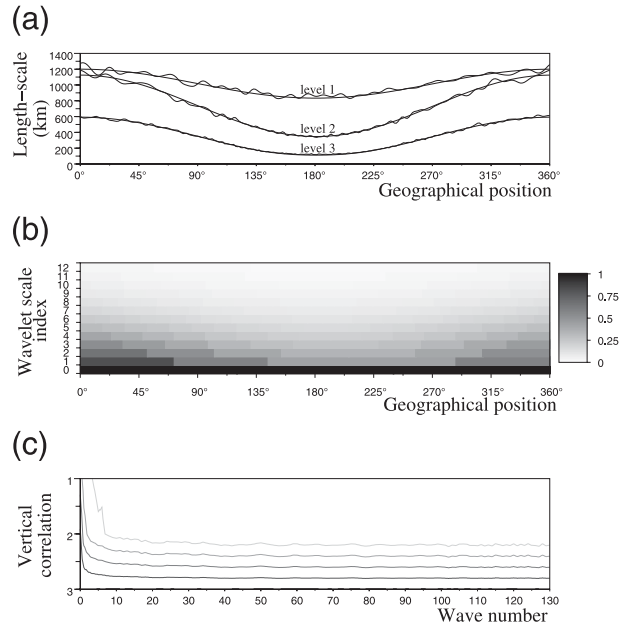 (a)
1400
1200
1000
800
600
400
200
0
Length-scale
(km)
level 1
level 2
level 3
0° 45° 90° 135° 180° 225° 270° 315° 360°
Geographical position
(b)
12
11
10
9
8
7
6
5
4
3
2
1
0
Wavelet scale
index
0° 45° 90° 135° 180° 225° 270° 315° 360°
Geographical position
1
0.75
0.25
0
(c)
1
2
3
Vertical
correlation
0 10 20 30 40 50 60 70 80 90 100 110 120 130
Wave number